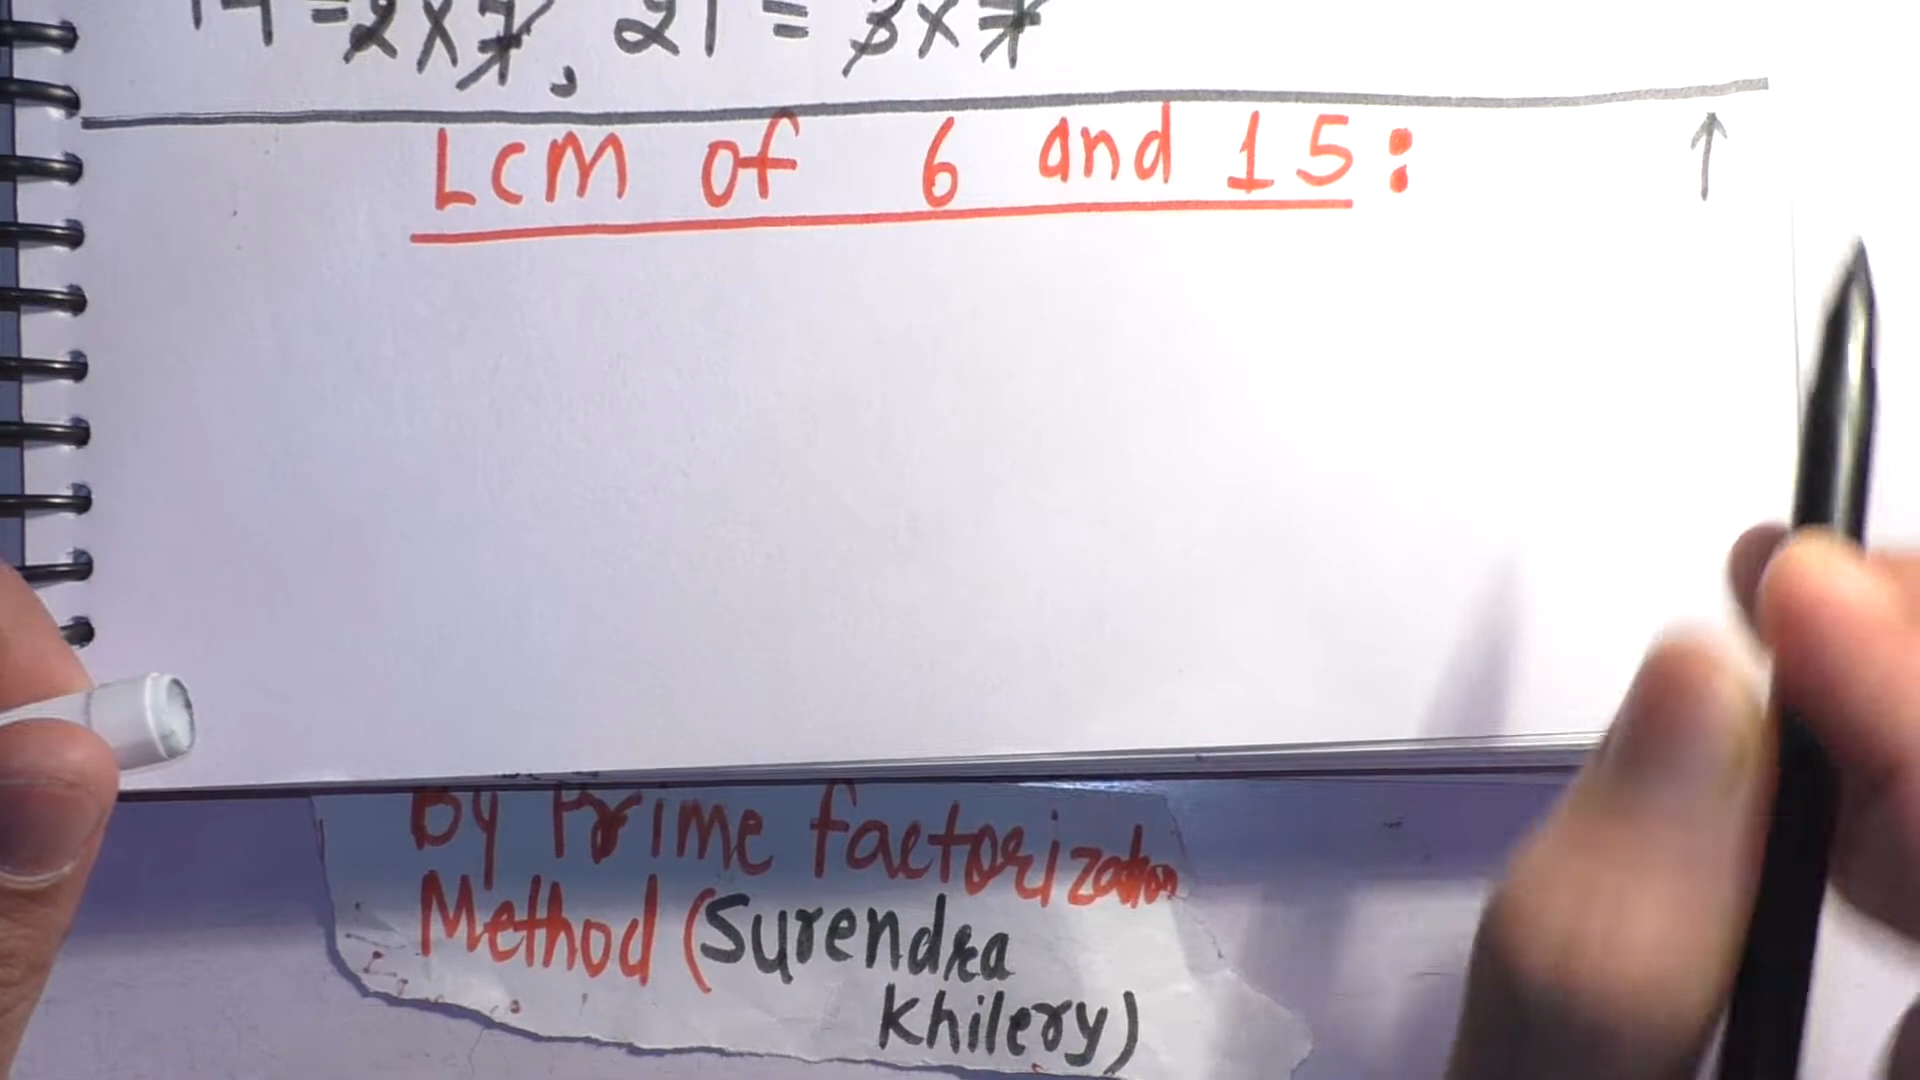 14 = 2 x 7, 21 = 3 x 7
LCM of 6 and 15:
By Prime factorization
Method (Surendra
Khilery)